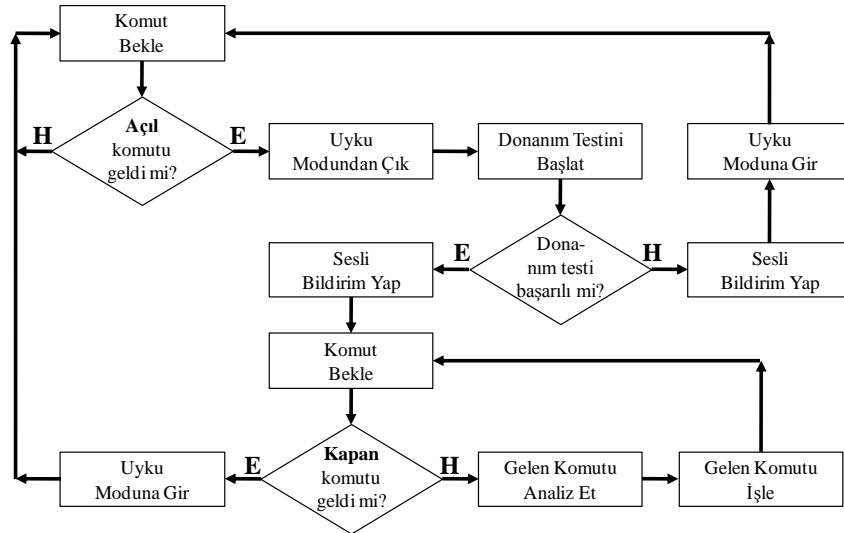 Komut
Bekle
Açıl
komutu
geldi mi?
H
E
Uyku
Modundan Çık
Donanım Testini
Başlat
Uyku
Moduna Gir
Dona-
nım testi
başarılı mi?
E
H
Sesli
Bildirim Yap
Sesli
Bildirim Yap
Komut
Bekle
Kapan
komutu
geldi mi?
E
H
Uyku
Moduna Gir
Gelen Komutu
Analiz Et
Gelen Komutu
İşle